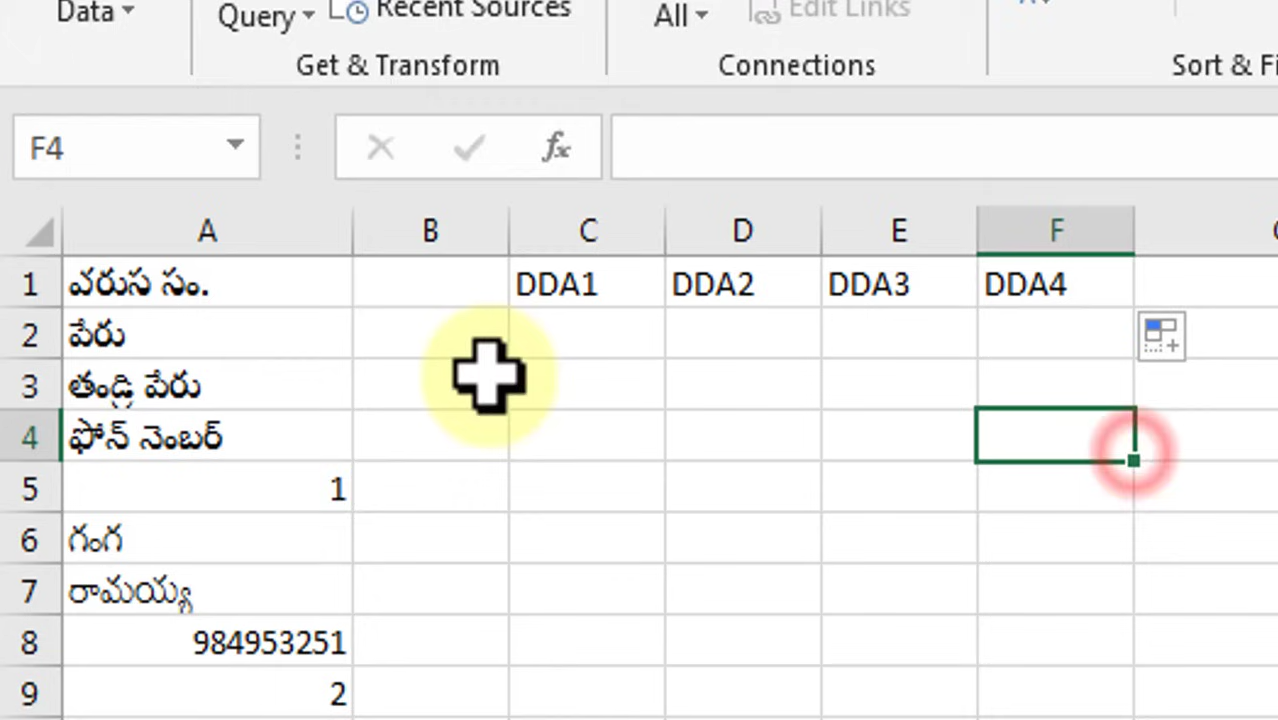 Data Query Recent Sources All Edit Links
Get & Transform Connections Sort & Fi
F4 fx
A B C D E F
1 వరుస సం. DDA1 DDA2 DDA3 DDA4
2 పేరు
3 తండ్రి పేరు
4 ఫోన్ నెంబర్
5 1
6 గంగ
7 రామయ్య
8 984953251
9 2